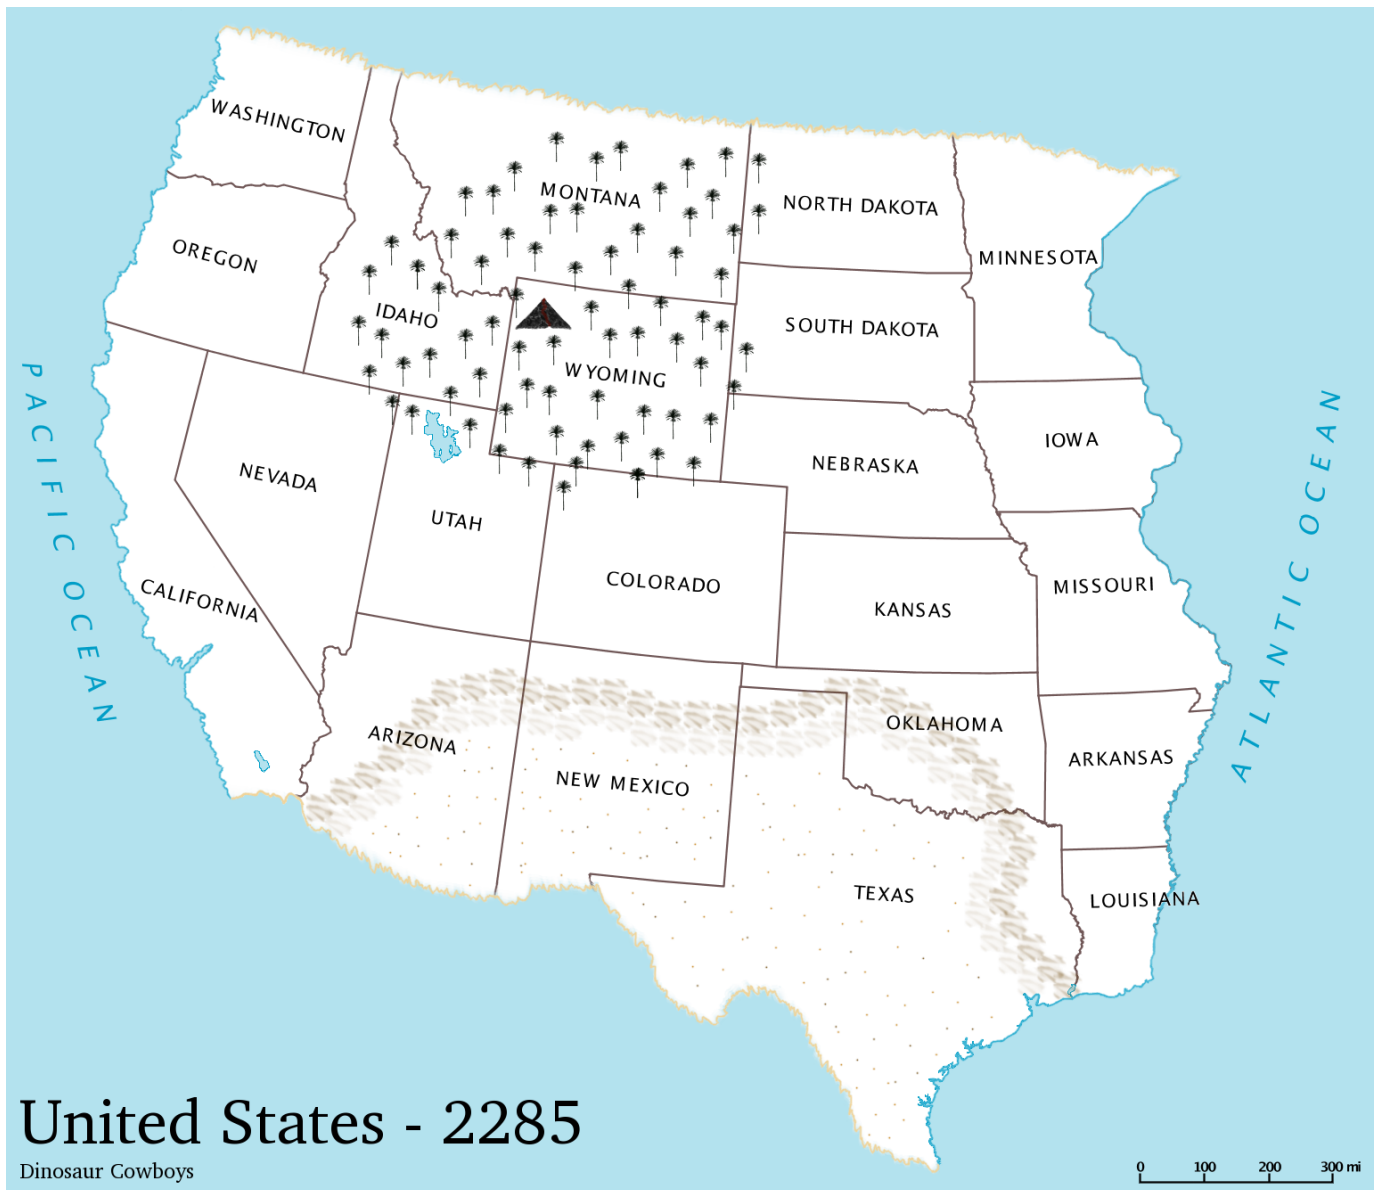 WASHINGTON
MONTANA
NORTH DAKOTA
OREGON
MINNESOTA
IDAHO
SOUTH DAKOTA
WYOMING
IOWA
NEBRASKA
NEVADA
UTAH
PACIFIC OCEAN
ATLANTIC OCEAN
COLORADO
MISSOURI
CALIFORNIA
KANSAS
OKLAHOMA
ARIZONA
ARKANSAS
NEW MEXICO
TEXAS
LOUISIANA
United States - 2285
Dinosaur Cowboys
0 100 200 300 mi